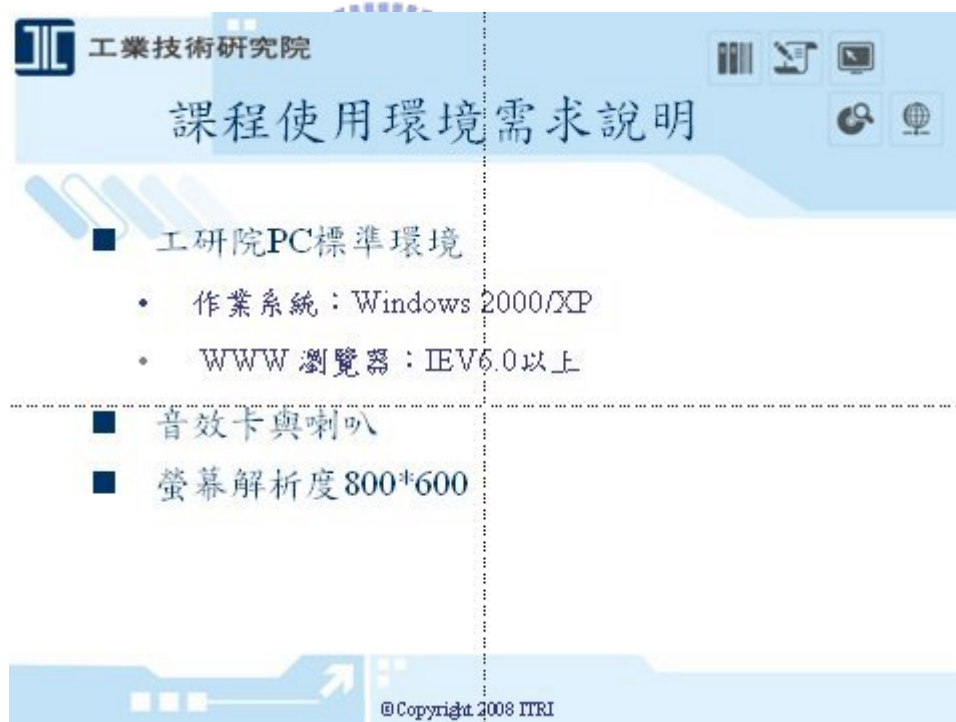 工業技術研究院
課程使用環境需求說明
工研院PC標準環境
作業系統：Windows 2000/XP
WWW 瀏覽器：IEV6.0以上
音效卡與喇叭
螢幕解析度800*600
©Copyright 2008 ITRI